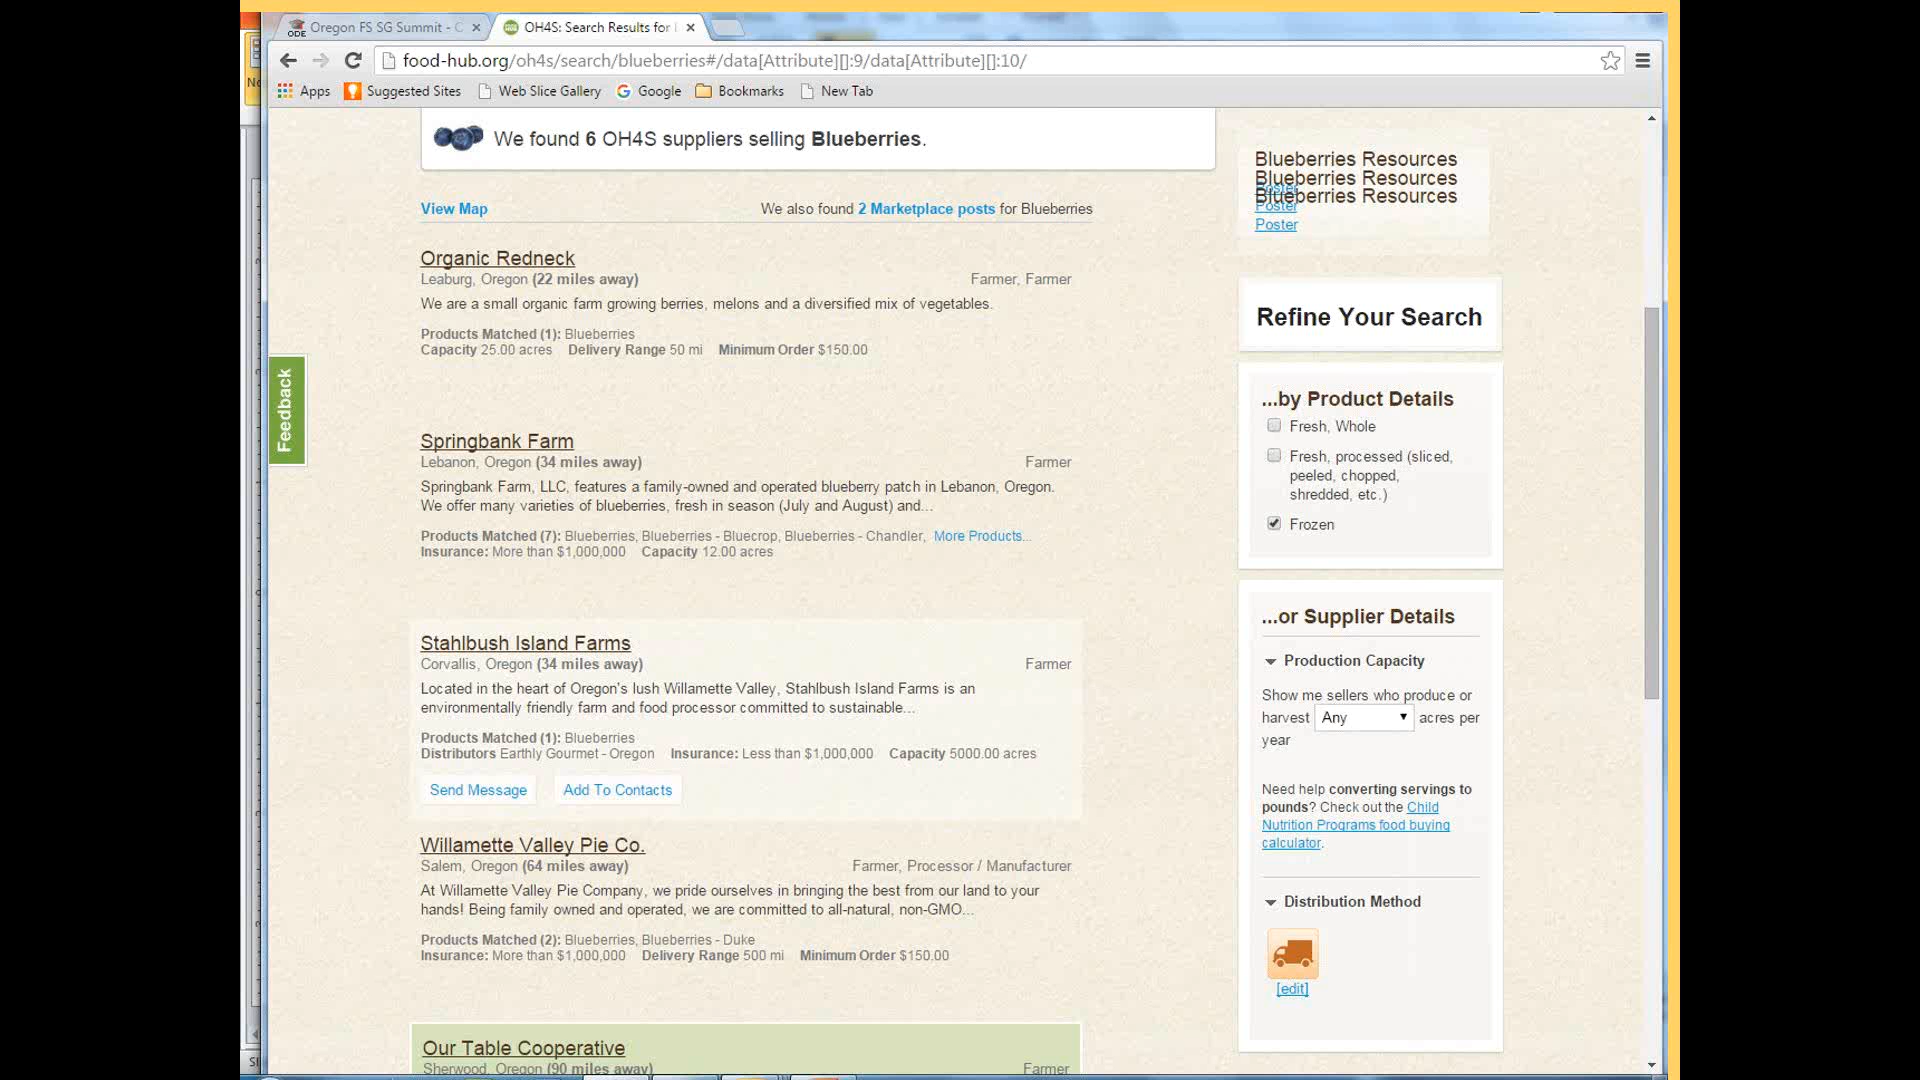 Oregon FS SG Summit - C
OH4S: Search Results for
food-hub.org/oh4s/search/blueberries#/data[Attribute][]:9/data[Attribute][]:10/
Apps Suggested Sites Web Slice Gallery Google Bookmarks New Tab
We found 6 OH4S suppliers selling Blueberries.
View Map We also found 2 Marketplace posts for Blueberries
Organic Redneck
Leaburg, Oregon (22 miles away) Farmer, Farmer
We are a small organic farm growing berries, melons and a diversified mix of vegetables.
Products Matched (1): Blueberries
Capacity 25.00 acres Delivery Range 50 mi Minimum Order $150.00
Feedback
Springbank Farm
Lebanon, Oregon (34 miles away) Farmer
Springbank Farm, LLC, features a family-owned and operated blueberry patch in Lebanon, Oregon.
We offer many varieties of blueberries, fresh in season (July and August) and...
Products Matched (7): Blueberries, Blueberries - Bluecrop, Blueberries - Chandler, More Products...
Insurance: More than $1,000,000 Capacity 12.00 acres
Stahlbush Island Farms
Corvallis, Oregon (34 miles away) Farmer
Located in the heart of Oregon's lush Willamette Valley, Stahlbush Island Farms is an
environmentally friendly farm and food processor committed to sustainable...
Products Matched (1): Blueberries
Distributors Earthly Gourmet - Oregon Insurance: Less than $1,000,000 Capacity 5000.00 acres
Send Message Add To Contacts
Willamette Valley Pie Co.
Salem, Oregon (64 miles away) Farmer, Processor / Manufacturer
At Willamette Valley Pie Company, we pride ourselves in bringing the best from our land to your
hands! Being family owned and operated, we are committed to all-natural, non-GMO...
Products Matched (2): Blueberries, Blueberries - Duke
Insurance: More than $1,000,000 Delivery Range 500 mi Minimum Order $150.00
Our Table Cooperative
Sherwood, Oregon (90 miles away) Farmer
Blueberries Resources
Blueberries Resources
Poster
Blueberries Resources
Poster
Poster
Refine Your Search
...by Product Details
Fresh, Whole
Fresh, processed (sliced,
peeled, chopped,
shredded, etc.)
Frozen
...or Supplier Details
Production Capacity
Show me sellers who produce or
harvest Any acres per
year
Need help converting servings to
pounds? Check out the Child
Nutrition Programs food buying
calculator.
Distribution Method
[edit]